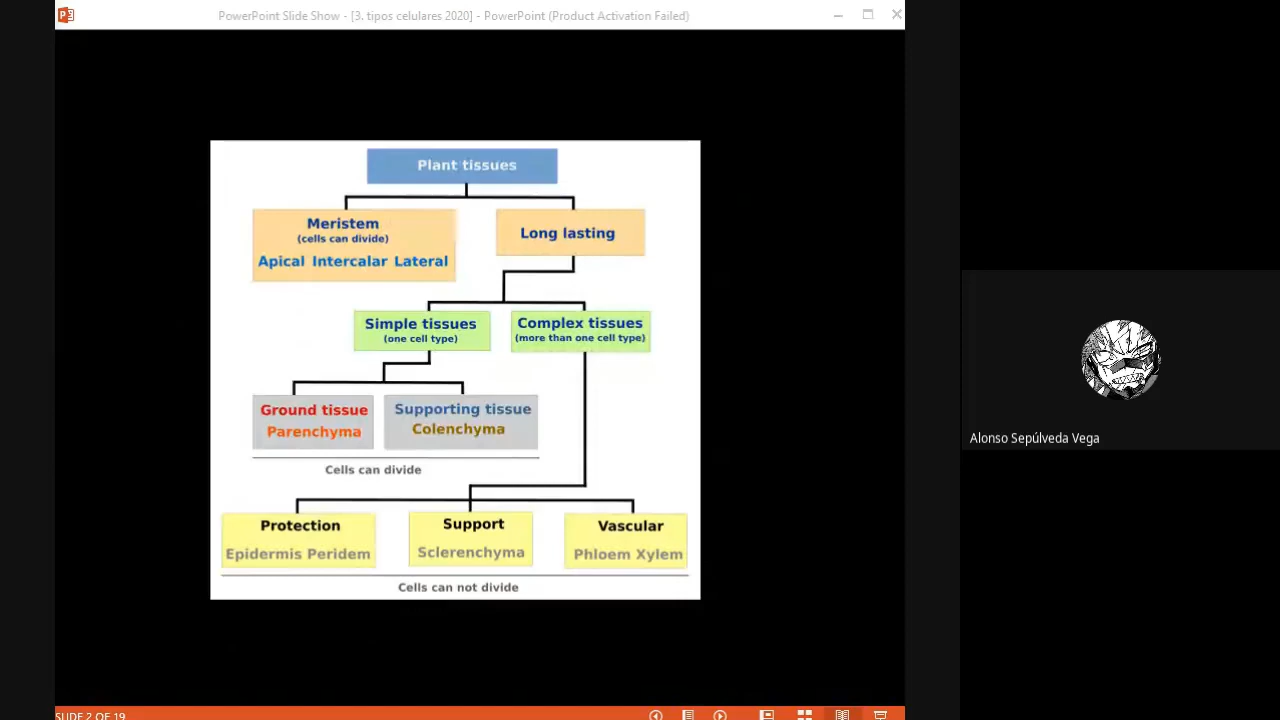 PowerPoint Slide Show - [3. tipos celulares 2020] - PowerPoint (Product Activation Failed)
Plant tissues
Meristem
(cells can divide)
Apical Intercalar Lateral
Long lasting
Simple tissues
(one cell type)
Complex tissues
(more than one cell type)
Ground tissue
Parenchyma
Supporting tissue
Colenchyma
Cells can divide
Protection
Epidermis Peridem
Support
Sclerenchyma
Vascular
Phloem Xylem
Cells can not divide
Alonso Sepúlveda Vega
SLIDE 2 OF 19